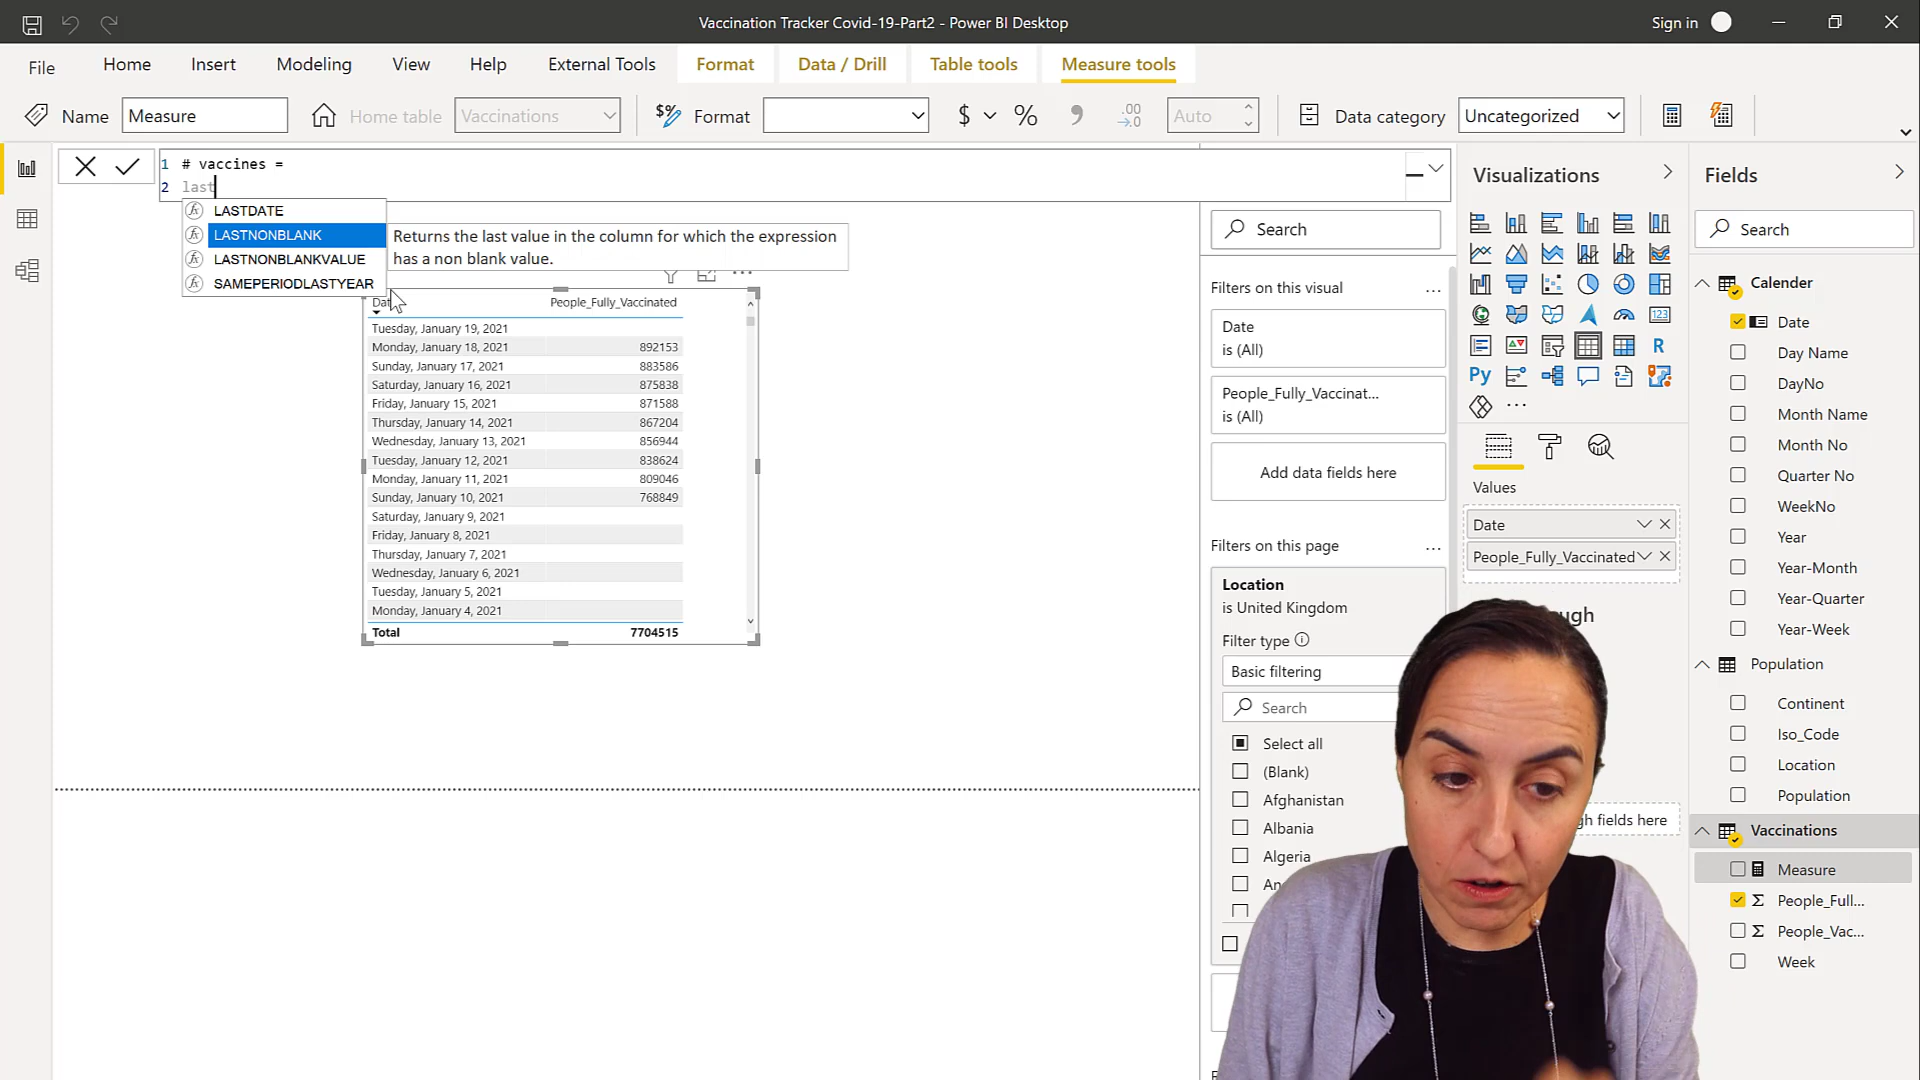 Vaccination Tracker Covid-19-Part2 - Power BI Desktop
Sign in
File Home Insert Modeling View Help External Tools Format Data / Drill Table tools Measure tools
Name Measure Home table Vaccinations Format $ % , .00 →.0 Auto Data category Uncategorized
1 # vaccines =
2 last
LASTDATE
LASTNONBLANK
LASTNONBLANKVALUE
SAMEPERIODLASTYEAR
Returns the last value in the column for which the expression
has a non blank value.
Date People_Fully_Vaccinated
Tuesday, January 19, 2021
Monday, January 18, 2021 892153
Sunday, January 17, 2021 883586
Saturday, January 16, 2021 875838
Friday, January 15, 2021 871588
Thursday, January 14, 2021 867204
Wednesday, January 13, 2021 856944
Tuesday, January 12, 2021 838624
Monday, January 11, 2021 809046
Sunday, January 10, 2021 768849
Saturday, January 9, 2021
Friday, January 8, 2021
Thursday, January 7, 2021
Wednesday, January 6, 2021
Tuesday, January 5, 2021
Monday, January 4, 2021
Total 7704515
Search
Filters on this visual ...
Date
is (All)
People_Fully_Vaccinat...
is (All)
Add data fields here
Filters on this page ...
Location
is United Kingdom
Filter type
Basic filtering
Search
Select all
(Blank)
Afghanistan
Albania
Algeria
Visualizations
123
R
Py
...
Values
Date
People_Fully_Vaccinated
gh fields here
Fields
Search
Calender
Date
Day Name
DayNo
Month Name
Month No
Quarter No
WeekNo
Year
Year-Month
Year-Quarter
Year-Week
Population
Continent
Iso_Code
Location
Population
Vaccinations
Measure
People_Full...
People_Vac...
Week